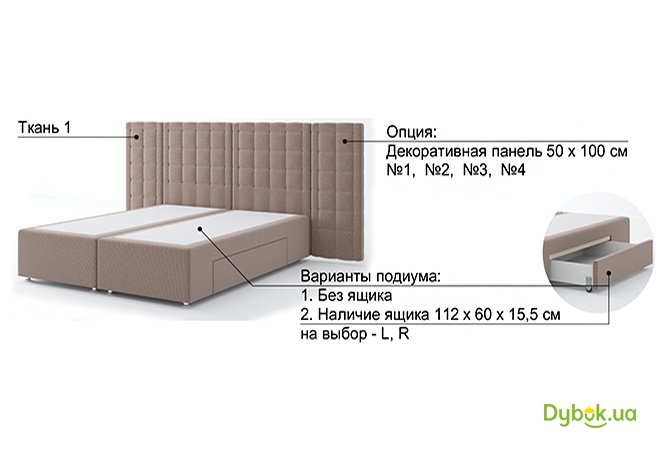 Ткань 1
Опция:
Декоративная панель 50 x 100 см
№1, №2, №3, №4
Варианты подиума:
1. Без ящика
2. Наличие ящика 112 x 60 x 15,5 см
на выбор - L, R
Dybok.ua